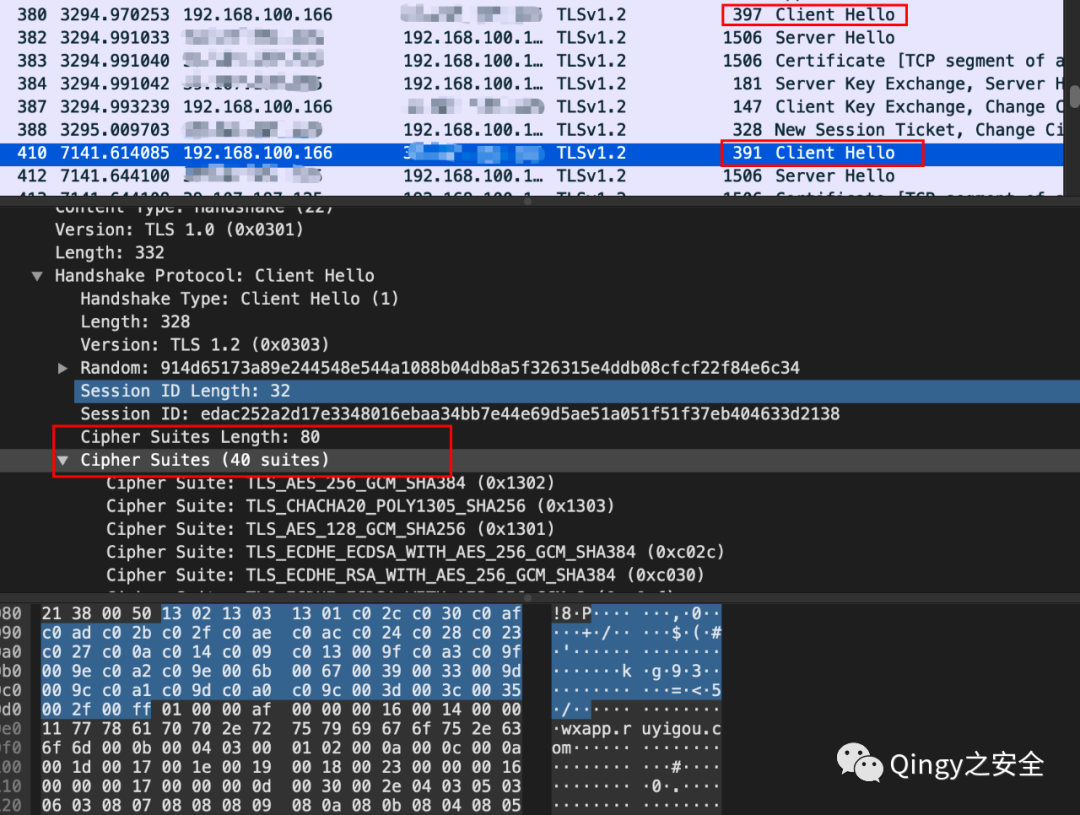 380 3294.970253 192.168.100.166 TLSv1.2 397 Client Hello
382 3294.991033 192.168.100.1… TLSv1.2 1506 Server Hello
383 3294.991040 192.168.100.1… TLSv1.2 1506 Certificate [TCP segment of a
384 3294.991042 192.168.100.1… TLSv1.2 181 Server Key Exchange, Server H
387 3294.993239 192.168.100.166 TLSv1.2 147 Client Key Exchange, Change C
388 3295.009703 192.168.100.1… TLSv1.2 328 New Session Ticket, Change Ci
410 7141.614085 192.168.100.166 TLSv1.2 391 Client Hello
412 7141.644100 192.168.100.1… TLSv1.2 1506 Server Hello
Content Type: Handshake (22)
Version: TLS 1.0 (0x0301)
Length: 332
Handshake Protocol: Client Hello
Handshake Type: Client Hello (1)
Length: 328
Version: TLS 1.2 (0x0303)
Random: 914d65173a89e244548e544a1088b04db8a5f326315e4ddb08cfcf22f84e6c34
Session ID Length: 32
Session ID: edac252a2d17e3348016ebaa34bb7e44e69d5ae51a051f51f37eb404633d2138
Cipher Suites Length: 80
Cipher Suites (40 suites)
Cipher Suite: TLS_AES_256_GCM_SHA384 (0x1302)
Cipher Suite: TLS_CHACHA20_POLY1305_SHA256 (0x1303)
Cipher Suite: TLS_AES_128_GCM_SHA256 (0x1301)
Cipher Suite: TLS_ECDHE_ECDSA_WITH_AES_256_GCM_SHA384 (0xc02c)
Cipher Suite: TLS_ECDHE_RSA_WITH_AES_256_GCM_SHA384 (0xc030)
080 21 38 00 50 13 02 13 03 13 01 c0 2c c0 30 c0 af !8·P···· ···,·0··
090 c0 ad c0 2b c0 2f c0 ae c0 ac c0 24 c0 28 c0 23 ···+·/·· ···$·(·#
0a0 c0 27 c0 0a c0 14 c0 09 c0 13 00 9f c0 a3 c0 9f ·'······ ········
0b0 00 9e c0 a2 c0 9e 00 6b 00 67 00 39 00 33 00 9d ·······k ·g·9·3··
0c0 00 9c c0 a1 c0 9d c0 a0 c0 9c 00 3d 00 3c 00 35 ········ ···=·<·5
0d0 00 2f 00 ff 01 00 00 af 00 00 00 16 00 14 00 00 ·/······ ········
0e0 11 77 78 61 70 70 2e 72 75 79 69 67 6f 75 2e 63 ·wxapp.r uyigou.c
0f0 6f 6d 00 0b 00 04 03 00 01 02 00 0a 00 0c 00 0a om······ ········
100 00 1d 00 17 00 1e 00 19 00 18 00 23 00 00 00 16 ········ ···#····
110 00 00 00 17 00 00 00 0d 00 30 00 2e 04 03 05 03 ········ ·0·.····
120 06 03 08 07 08 08 08 09 08 0a 08 0b 08 04 08 05 ········ ········
Qingy之安全